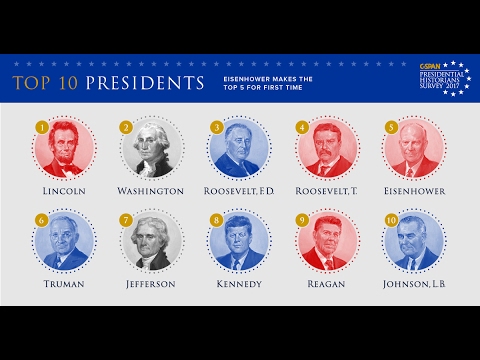 TOP 10 PRESIDENTS
EISENHOWER MAKES THE
TOP 5 FOR FIRST TIME
C-SPAN
PRESIDENTIAL
HISTORIANS
SURVEY 2017
1
2
3
4
5
LINCOLN
WASHINGTON
ROOSEVELT, F.D.
ROOSEVELT, T.
EISENHOWER
6
7
8
9
10
TRUMAN
JEFFERSON
KENNEDY
REAGAN
JOHNSON, L.B.